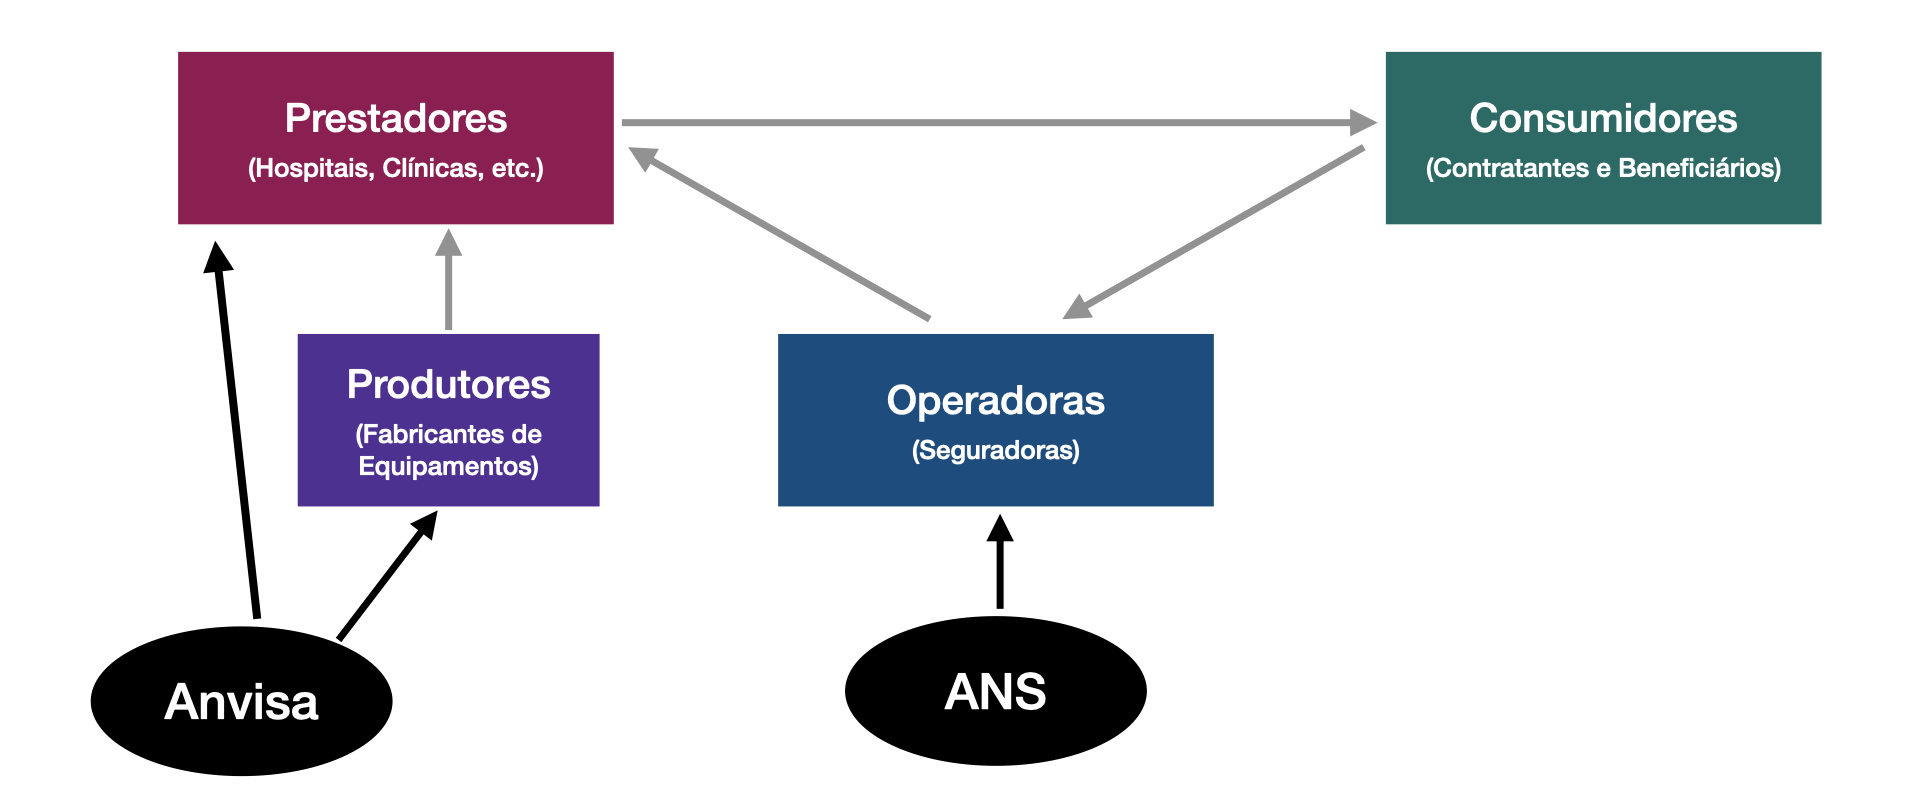 Prestadores
(Hospitais, Clínicas, etc.)
Consumidores
(Contratantes e Beneficiários)
Produtores
(Fabricantes de
Equipamentos)
Operadoras
(Seguradoras)
Anvisa
ANS